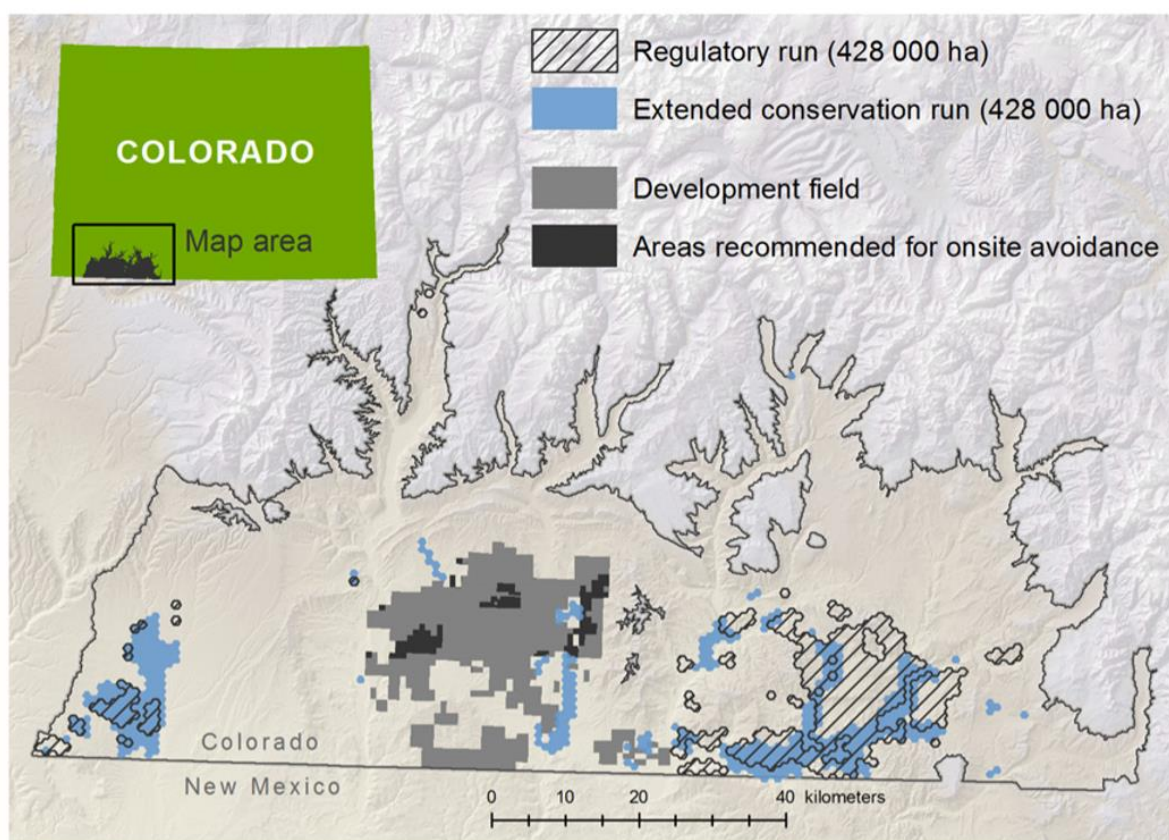 COLORADO
Map area
Regulatory run (428 000 ha)
Extended conservation run (428 000 ha)
Development field
Areas recommended for onsite avoidance
Colorado
New Mexico
0 10 20 40 kilometers